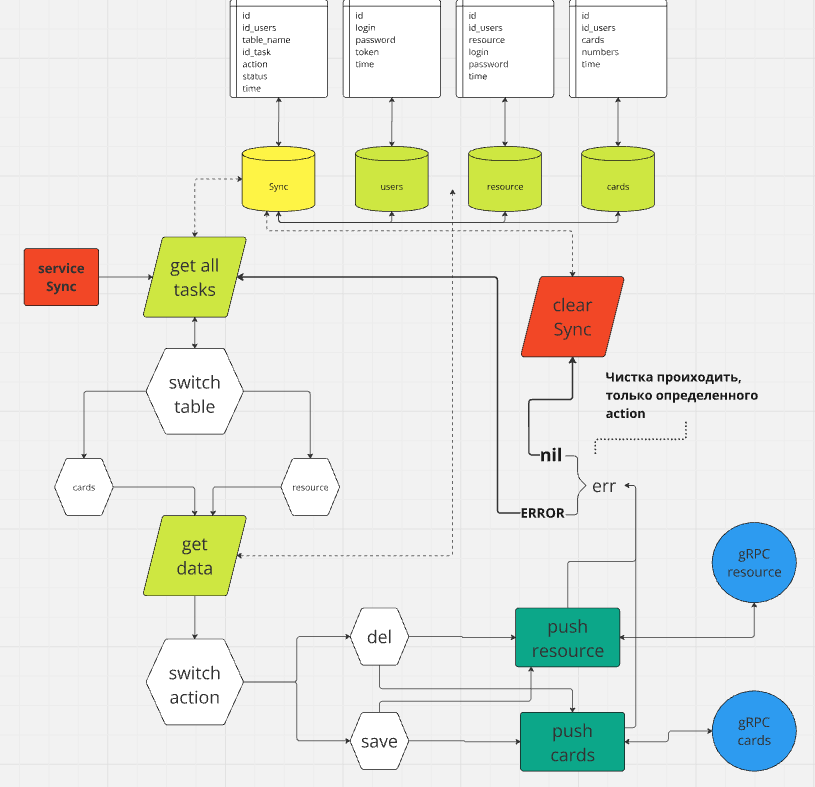 id
id_users
table_name
id_task
action
status
time
id
login
password
token
time
id
id_users
resource
login
password
time
id
id_users
cards
numbers
time
Sync
users
resource
cards
service
Sync
get all
tasks
clear
Sync
switch
table
Чистка проиходить,
только определенного
action
nil
err
ERROR
cards
resource
get
data
gRPC
resource
del
push
resource
switch
action
save
push
cards
gRPC
cards